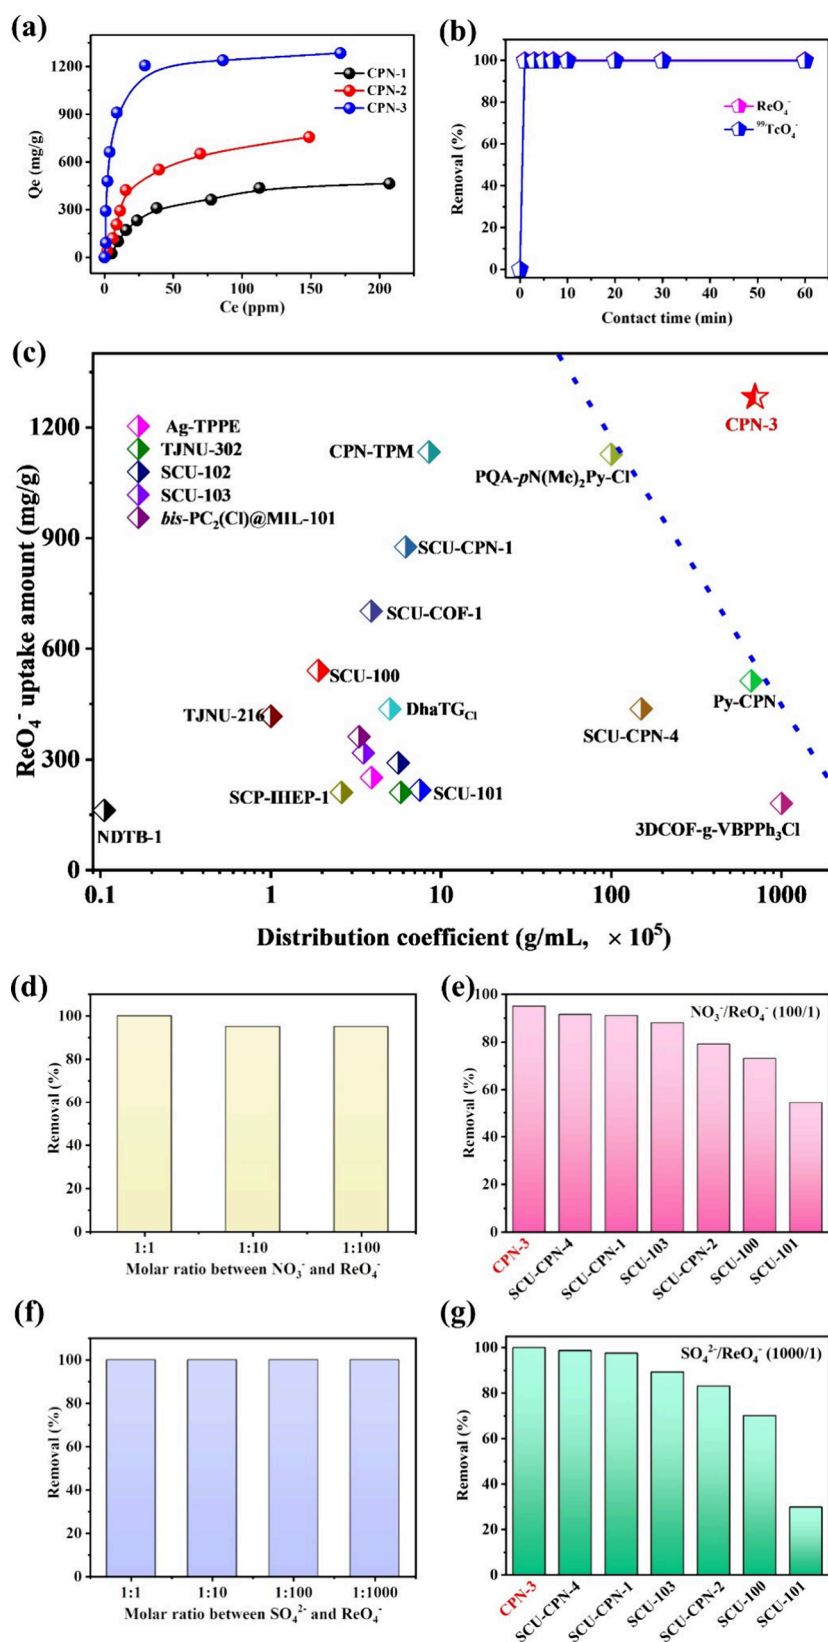 (a)
1200
900
600
300
0
Qe (mg/g)
CPN-1
CPN-2
CPN-3
0 50 100 150 200
Ce (ppm)
(b)
100
80
60
40
20
0
Removal (%)
ReO₄⁻
⁹⁹TcO₄⁻
0 10 20 30 40 50 60
Contact time (min)
(c)
1200
900
600
300
0
ReO₄⁻ uptake amount (mg/g)
Ag-TPPE
TJNU-302
SCU-102
SCU-103
bis-PC₂(Cl)@MIL-101
CPN-3
CPN-TPM
PQA-pN(Me)₂Py-Cl
SCU-CPN-1
SCU-COF-1
SCU-100
TJNU-216
DhaTG_Cl
Py-CPN
SCU-CPN-4
SCP-IHEP-1
SCU-101
NDTB-1
3DCOF-g-VBPPh₃Cl
0.1 1 10 100 1000
Distribution coefficient (g/mL, × 10⁵)
(d)
100
80
60
40
20
0
Removal (%)
1:1 1:10 1:100
Molar ratio between NO₃⁻ and ReO₄⁻
(e)
100
80
60
40
20
0
Removal (%)
NO₃⁻/ReO₄⁻ (100/1)
CPN-3
SCU-CPN-4
SCU-CPN-1
SCU-103
SCU-CPN-2
SCU-100
SCU-101
(f)
100
80
60
40
20
0
Removal (%)
1:1 1:10 1:100 1:1000
Molar ratio between SO₄²⁻ and ReO₄⁻
(g)
100
80
60
40
20
0
Removal (%)
SO₄²⁻/ReO₄⁻ (1000/1)
CPN-3
SCU-CPN-4
SCU-CPN-1
SCU-103
SCU-CPN-2
SCU-100
SCU-101